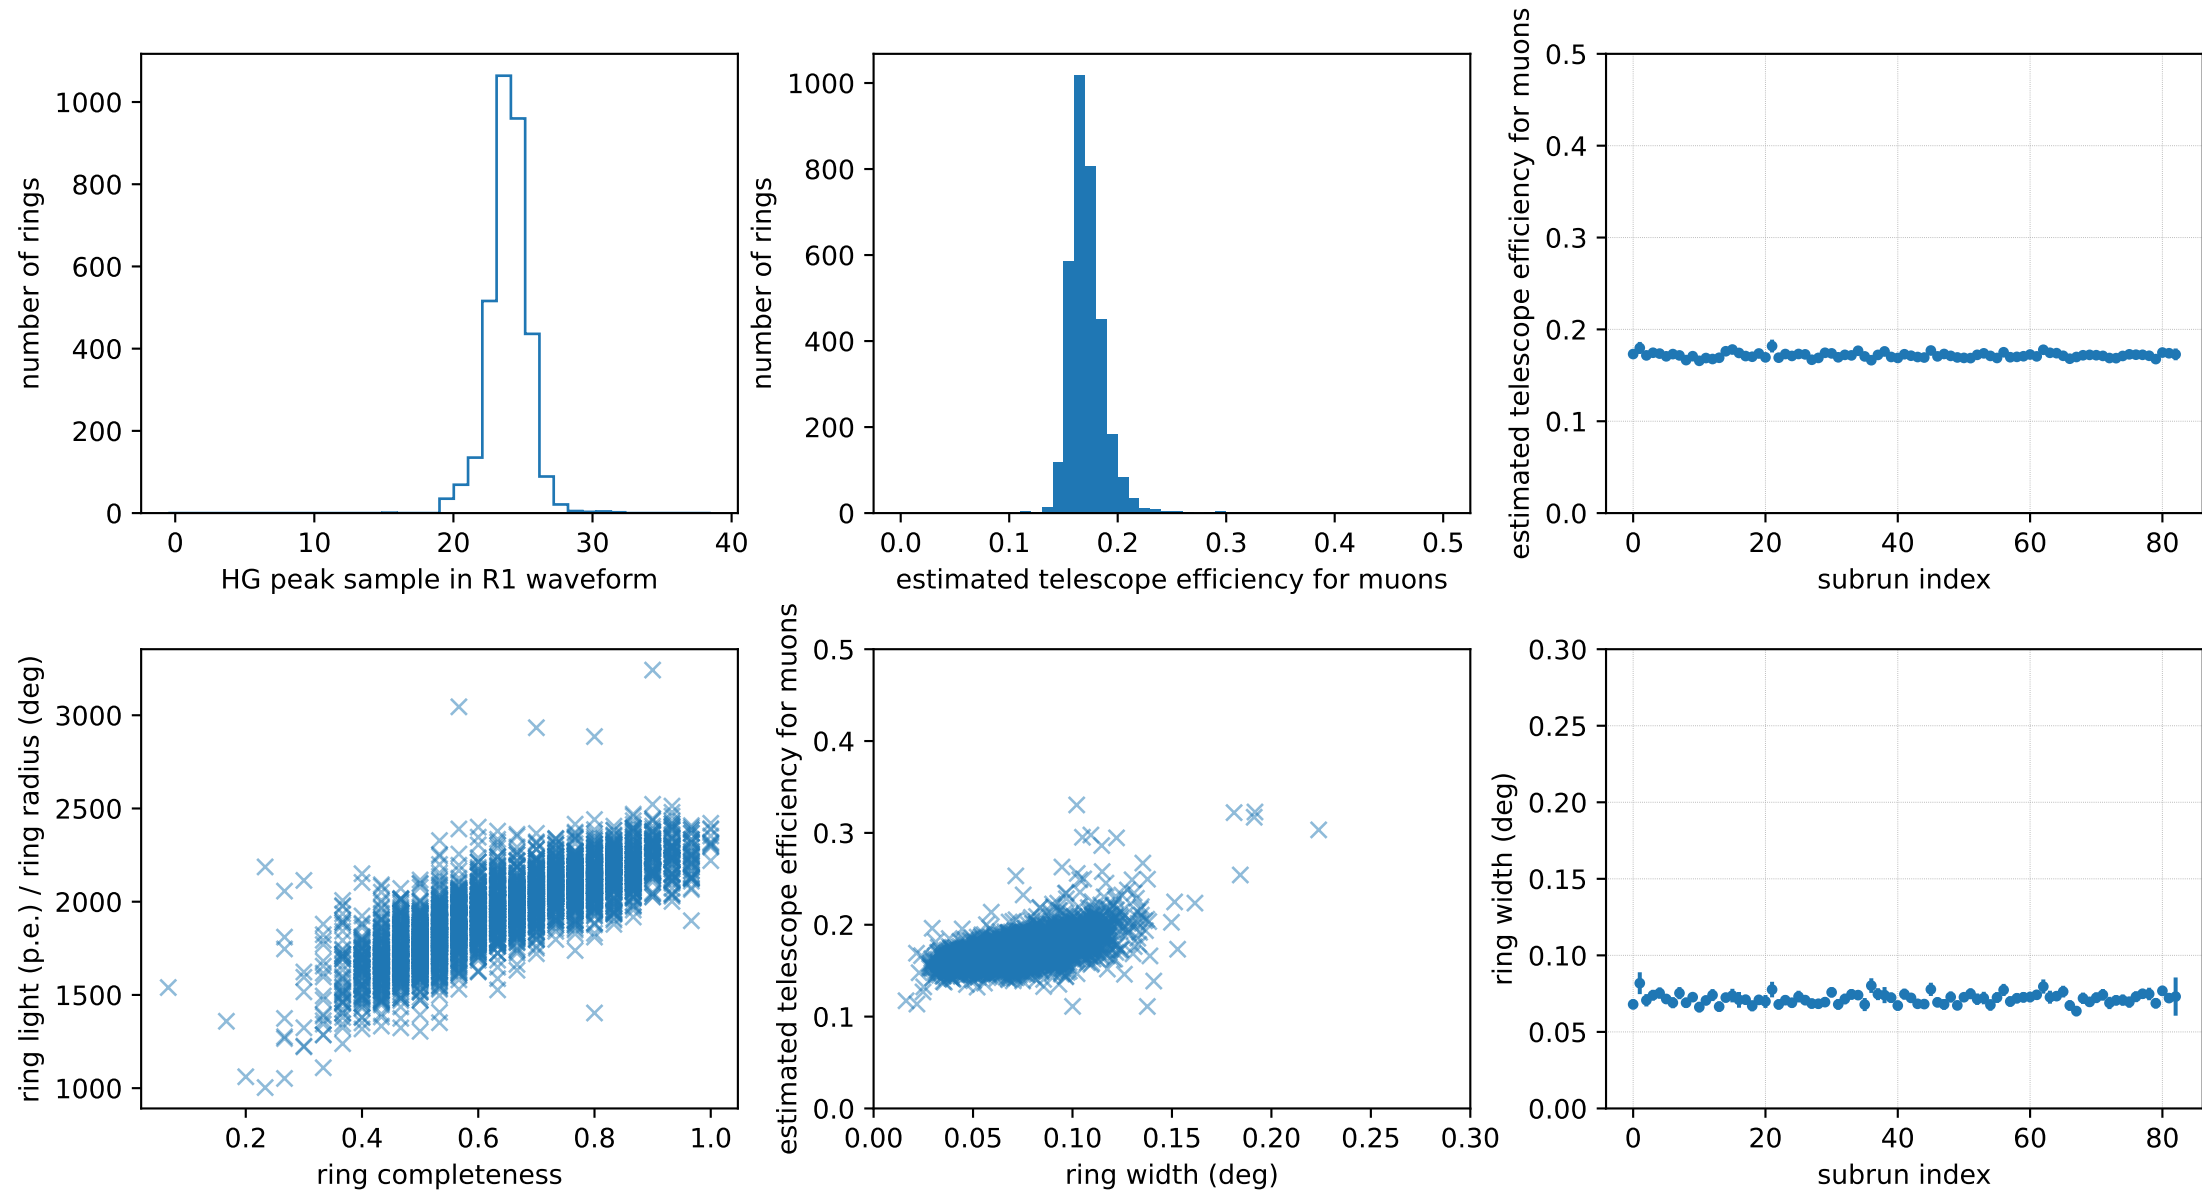 number of rings
1000
800
600
400
200
0
0 10 20 30 40
HG peak sample in R1 waveform
number of rings
1000
800
600
400
200
0
0.0 0.1 0.2 0.3 0.4 0.5
estimated telescope efficiency for muons
estimated telescope efficiency for muons
0.5
0.4
0.3
0.2
0.1
0.0
0 20 40 60 80
subrun index
ring light (p.e.) / ring radius (deg)
3000
2500
2000
1500
1000
0.2 0.4 0.6 0.8 1.0
ring completeness
estimated telescope efficiency for muons
0.5
0.4
0.3
0.2
0.1
0.0
0.00 0.05 0.10 0.15 0.20 0.25 0.30
ring width (deg)
ring width (deg)
0.30
0.25
0.20
0.15
0.10
0.05
0.00
0 20 40 60 80
subrun index